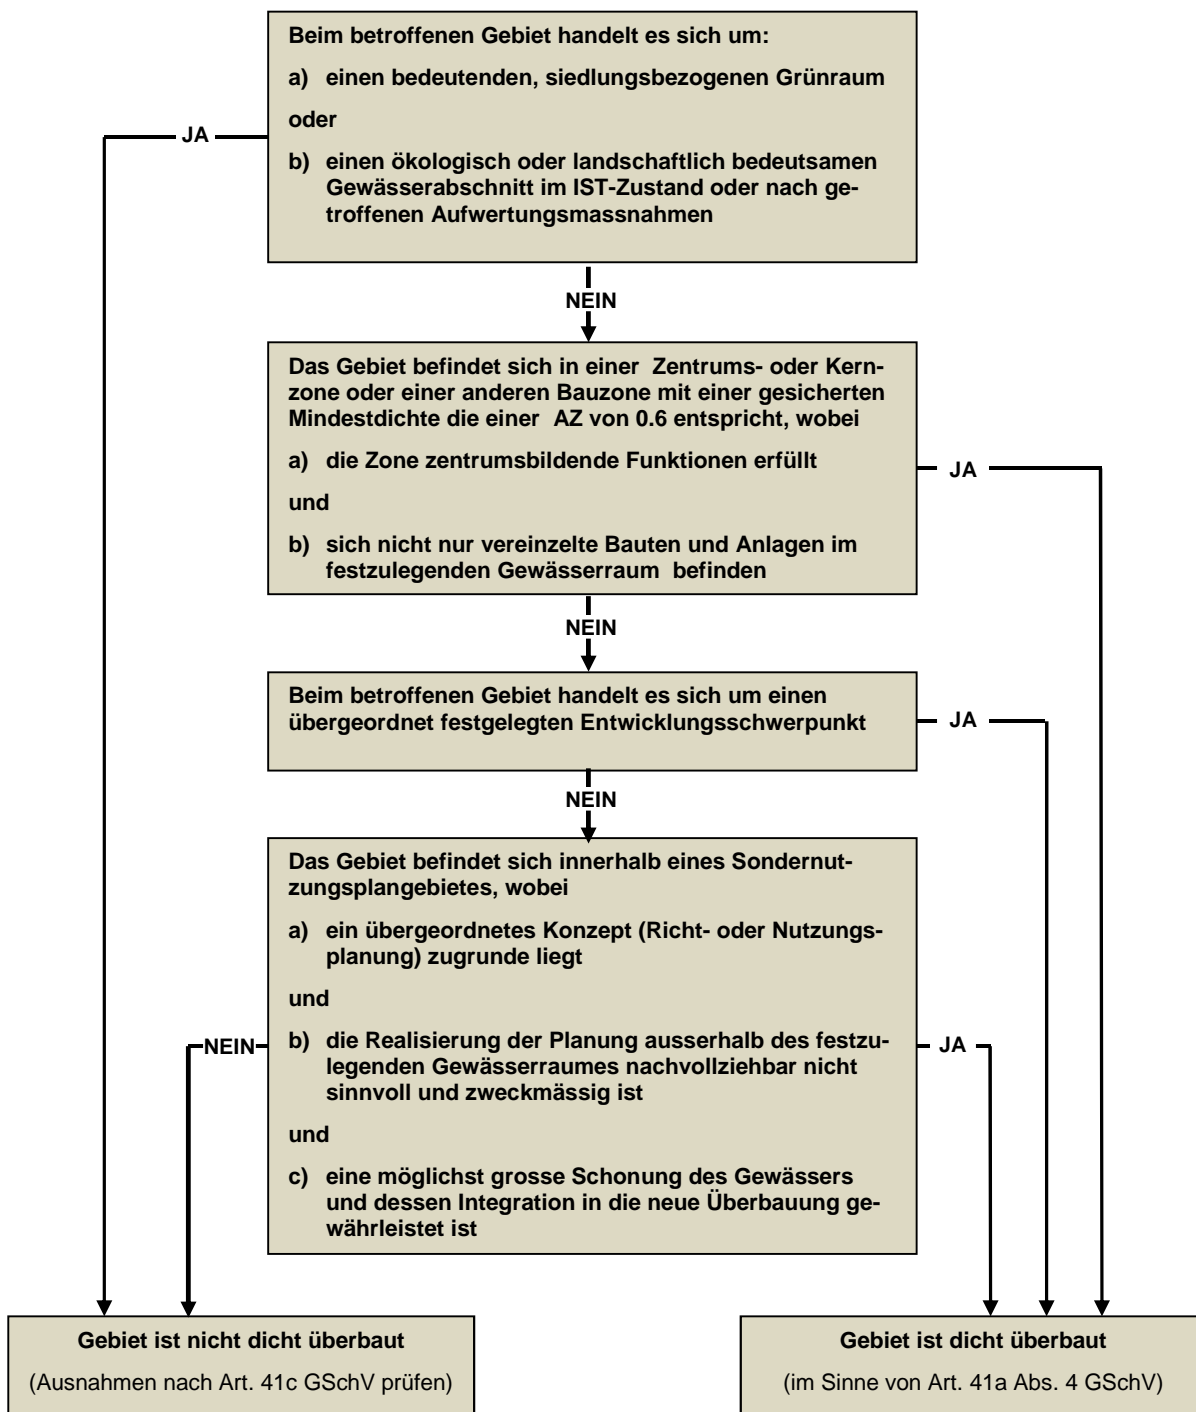 Beim betroffenen Gebiet handelt es sich um:
a) einen bedeutenden, siedlungsbezogenen Grünraum
oder
b) einen ökologisch oder landschaftlich bedeutsamen
Gewässerabschnitt im IST-Zustand oder nach ge-
troffenen Aufwertungsmassnahmen
JA
NEIN
Das Gebiet befindet sich in einer Zentrums- oder Kern-
zone oder einer anderen Bauzone mit einer gesicherten
Mindestdichte die einer AZ von 0.6 entspricht, wobei
a) die Zone zentrumsbildende Funktionen erfüllt
und
b) sich nicht nur vereinzelte Bauten und Anlagen im
festzulegenden Gewässerraum befinden
JA
NEIN
Beim betroffenen Gebiet handelt es sich um einen
übergeordnet festgelegten Entwicklungsschwerpunkt
JA
NEIN
Das Gebiet befindet sich innerhalb eines Sondernut-
zungsplangebietes, wobei
a) ein übergeordnetes Konzept (Richt- oder Nutzungs-
planung) zugrunde liegt
und
b) die Realisierung der Planung ausserhalb des festzu-
legenden Gewässerraumes nachvollziehbar nicht
sinnvoll und zweckmässig ist
und
c) eine möglichst grosse Schonung des Gewässers
und dessen Integration in die neue Überbauung ge-
währleistet ist
NEIN
JA
Gebiet ist nicht dicht überbaut
(Ausnahmen nach Art. 41c GSchV prüfen)
Gebiet ist dicht überbaut
(im Sinne von Art. 41a Abs. 4 GSchV)